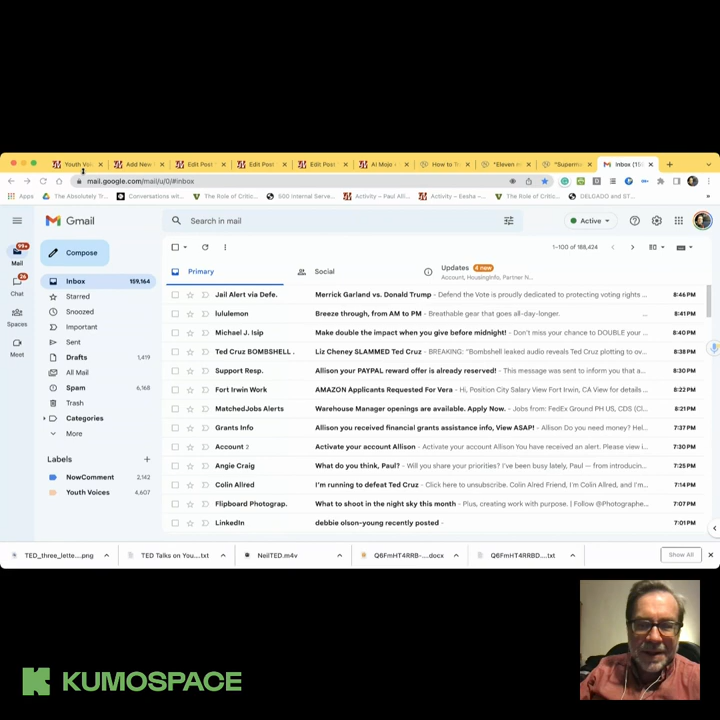 Youth Voic
Add New
Edit Post
Edit Post
Edit Post
AI Mojo
How to T
"Eleven
"Superm
Inbox (15
mail.google.com/mail/u/0/#inbox
Apps
The Absolutely Tr...
Conversations wit...
The Role of Critic...
500 Internal Serve...
Activity – Paul All...
Activity – Eesha –...
The Role of Critic...
DELGADO and ST...
Gmail
Search in mail
Active
99+
Mail
Compose
1–100 of 188,424
26
Chat
Primary
Social
Updates
4 new
Account, HousingInfo, Partner N...
Inbox 159,164
Starred
Snoozed
Spaces
Important
Meet
Sent
Drafts 1,419
All Mail
Spam 6,168
Trash
Categories
More
Labels
NowComment 2,142
Youth Voices 4,607
Jail Alert via Defe. Merrick Garland vs. Donald Trump - Defend the Vote is proudly dedicated to protecting voting rights ... 8:46 PM
lululemon Breeze through, from AM to PM - Breathable gear that goes all-day-longer. ... 8:41 PM
Michael J. Isip Make double the impact when you give before midnight! - Don't miss your chance to DOUBLE your ... 8:40 PM
Ted Cruz BOMBSHELL . Liz Cheney SLAMMED Ted Cruz - BREAKING: "Bombshell leaked audio reveals Ted Cruz plotting to ov... 8:38 PM
Support Resp. Allison your PAYPAL reward offer is already reserved! - This message was sent to inform you that ... 8:30 PM
Fort Irwin Work AMAZON Applicants Requested For Vera - Hi, Position City Salary View Fort Irwin, CA View for details ... 8:22 PM
MatchedJobs Alerts Warehouse Manager openings are available. Apply Now. - Jobs from: FedEx Ground PH US, CDS (Cl... 8:21 PM
Grants Info Allison you received financial grants assistance info, View ASAP! - Allison Do you need money? Hel... 7:37 PM
Account 2 Activate your account Allison - Activate your account Allison You have received an alert. Please view i... 7:30 PM
Angie Craig What do you think, Paul? - Will you share your priorities? I've been busy lately, Paul — from introducin... 7:25 PM
Colin Allred I'm running to defeat Ted Cruz - Click here to unsubscribe. Colin Allred Friend, I'm Colin Allred, and I'm... 7:14 PM
Flipboard Photograp. What to shoot in the night sky this month - Plus, creating work with purpose. | Follow @Photographe... 7:07 PM
LinkedIn debbie olson-young recently posted - 7:01 PM
TED_three_lette....png
TED Talks on You....txt
NeilTED.m4v
Q6FmHT4RRB-....docx
Q6FmHT4RRBD....txt
Show All
KUMOSPACE